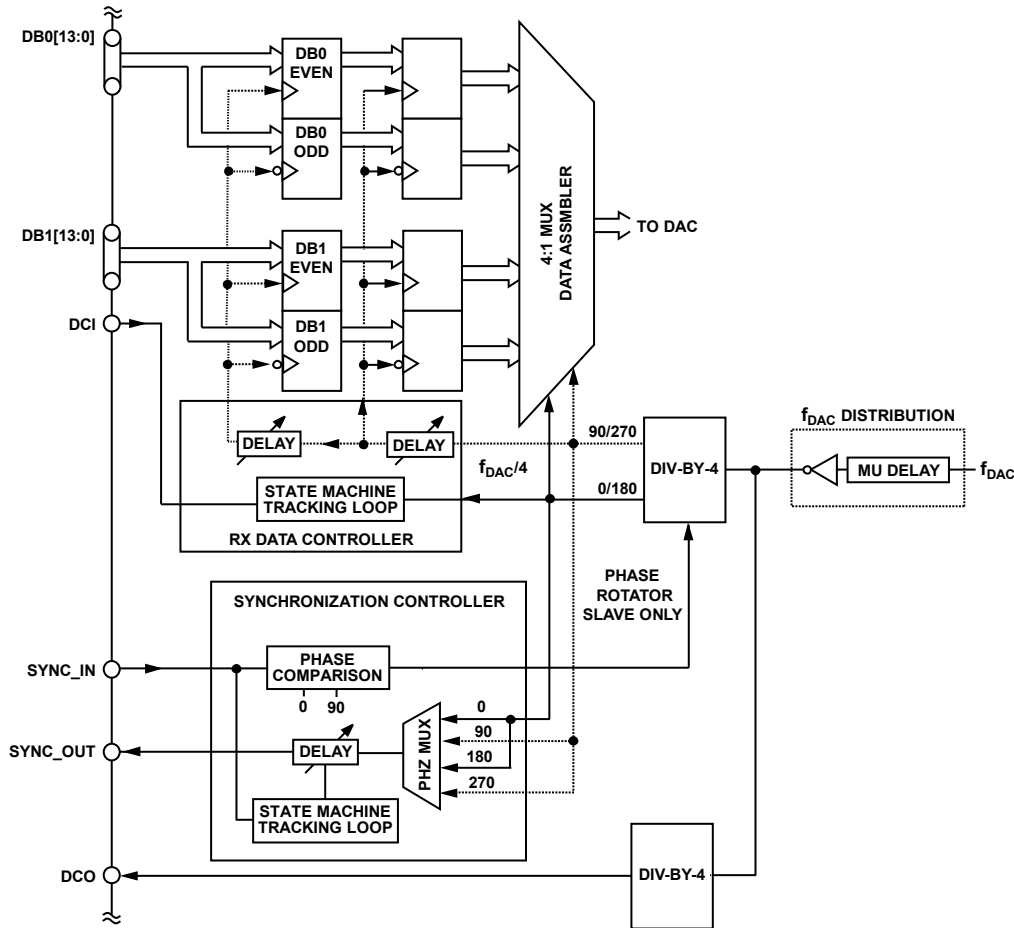 DB0[13:0]
DB0
EVEN
DB0
ODD
DB1[13:0]
DB1
EVEN
DB1
ODD
4:1 MUX
DATA ASSMBLER
TO DAC
DCI
DELAY
DELAY
STATE MACHINE
TRACKING LOOP
RX DATA CONTROLLER
fDAC/4
90/270
0/180
DIV-BY-4
fDAC DISTRIBUTION
MU DELAY
fDAC
PHASE
ROTATOR
SLAVE ONLY
SYNCHRONIZATION CONTROLLER
SYNC_IN
PHASE
COMPARISON
0
90
SYNC_OUT
DELAY
PHZ MUX
0
90
180
270
STATE MACHINE
TRACKING LOOP
DCO
DIV-BY-4